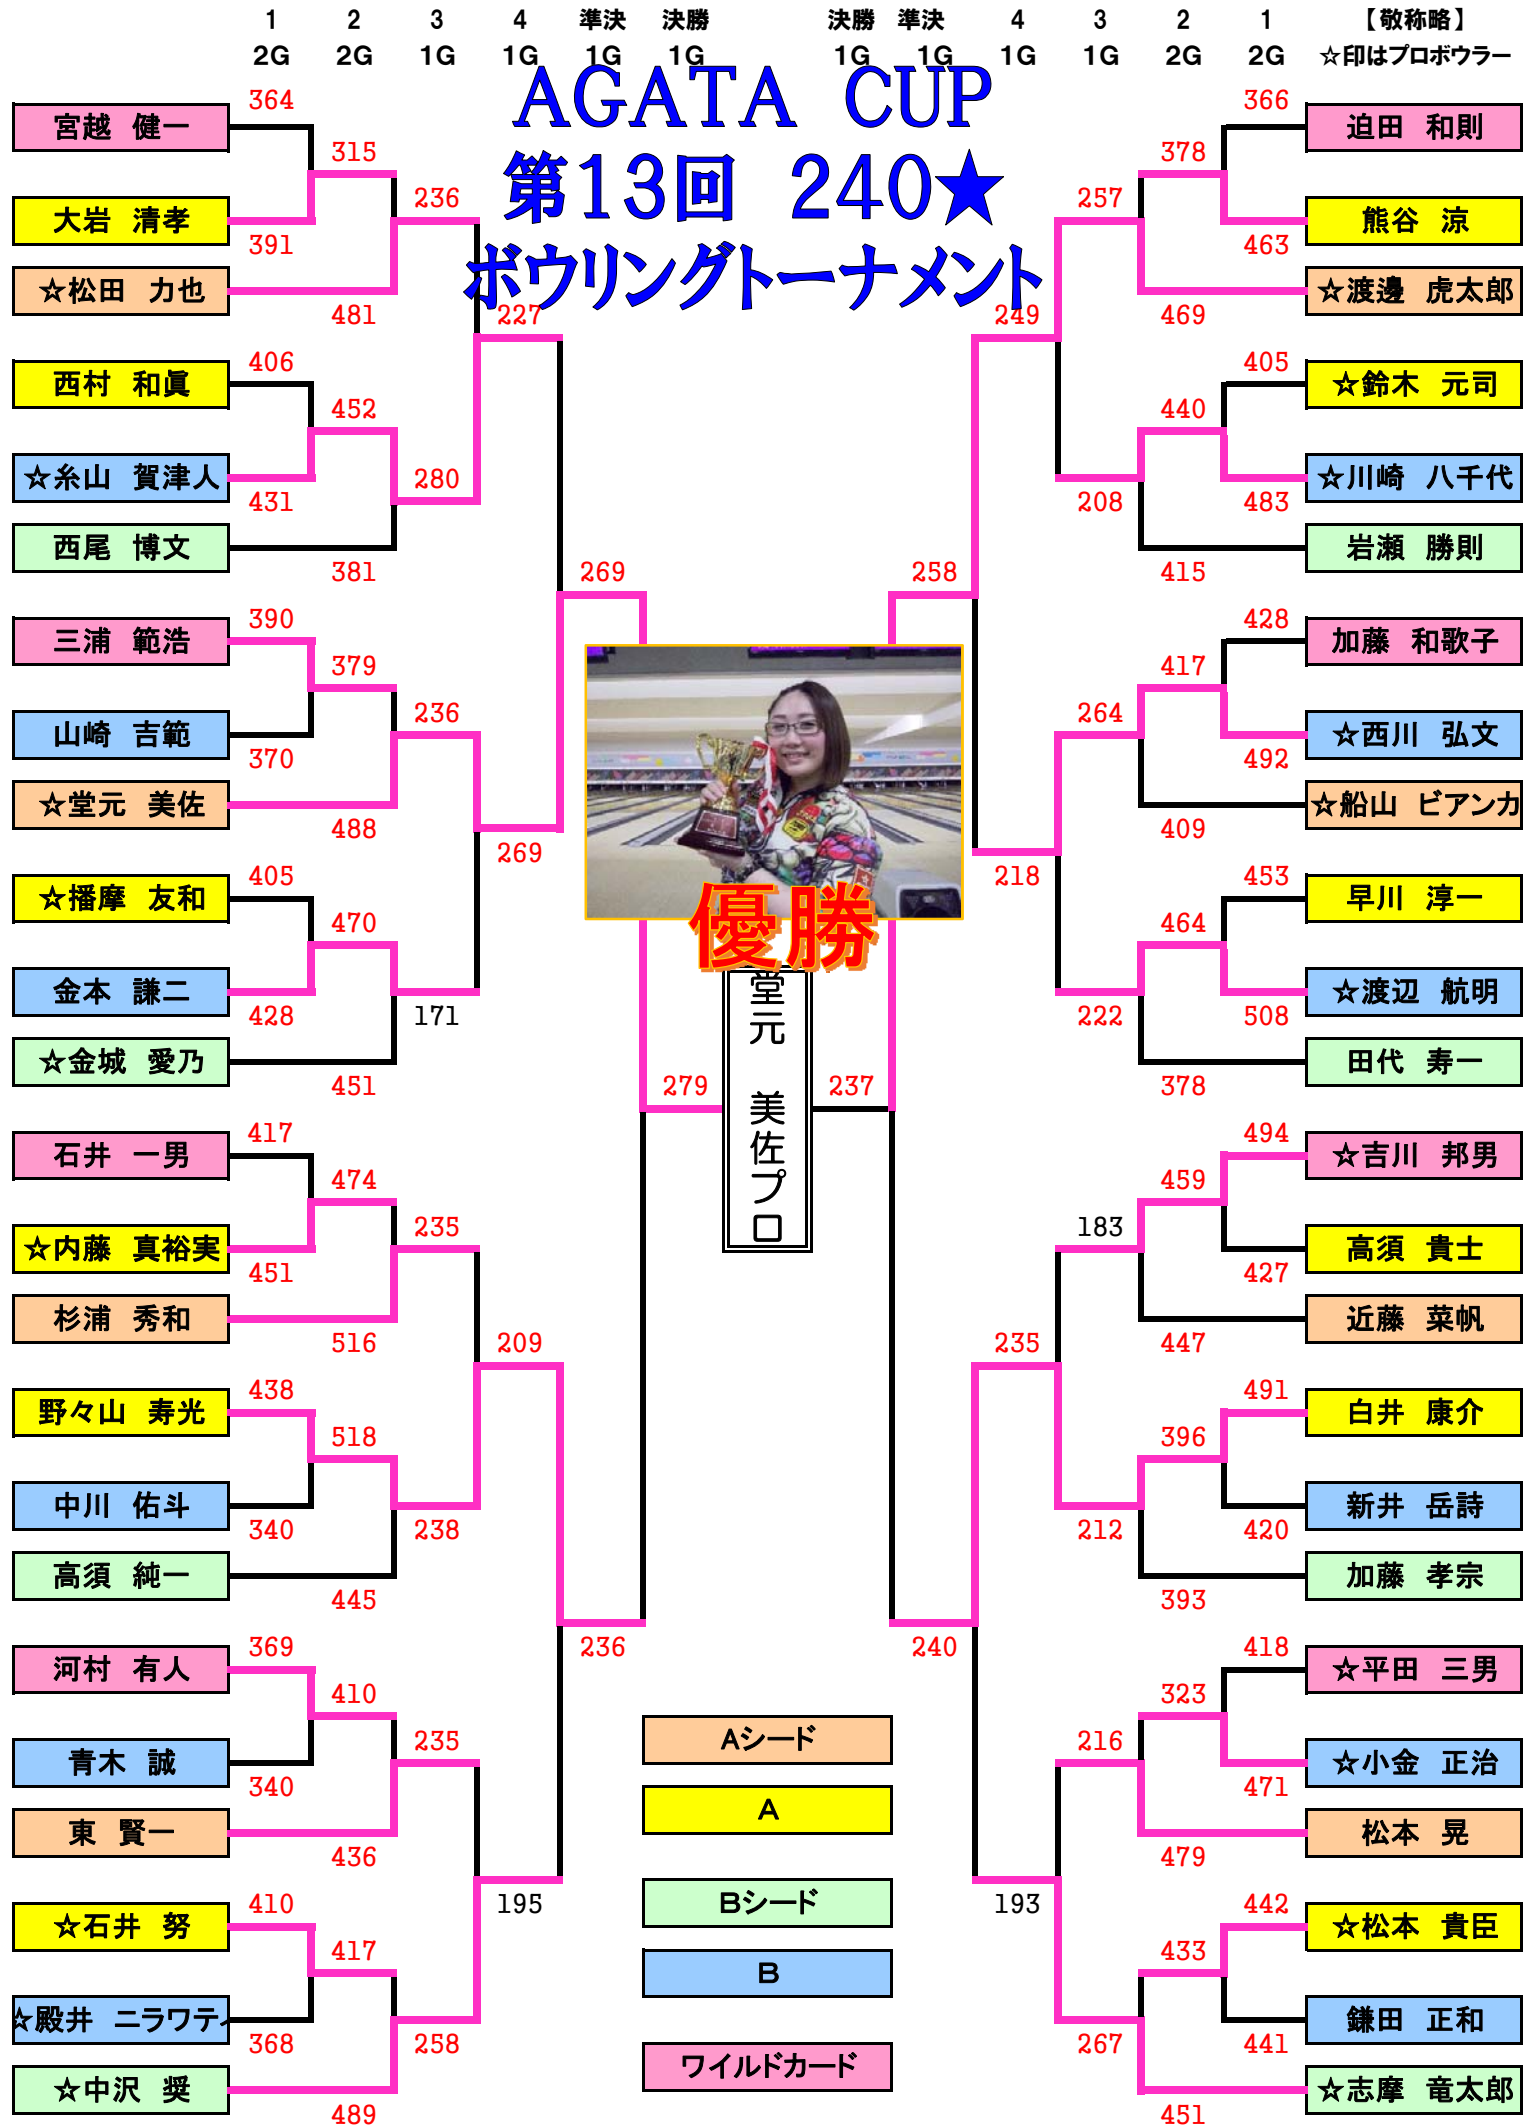 1 2 3 4 準決 決勝 決勝 準決 4 3 2 1 【敬称略】
2G 2G 1G 1G 1G 1G 1G 1G 1G 1G 2G 2G ☆印はプロボウラー
AGATA CUP
第13回 240★
ボウリングトーナメント
364
宮越 健一
315
大岩 清孝
391
236
☆松田 力也
481
227
406
西村 和眞
452
☆糸山 賀津人
431
280
西尾 博文
381
269
390
三浦 範浩
379
山崎 吉範
370
236
☆堂元 美佐
488
269
405
☆播磨 友和
470
金本 謙二
428
171
☆金城 愛乃
451
279
417
石井 一男
474
☆内藤 真裕実
451
235
杉浦 秀和
516
209
438
野々山 寿光
518
中川 佑斗
340
238
高須 純一
445
236
369
河村 有人
410
青木 誠
340
235
東 賢一
436
195
410
☆石井 努
417
☆殿井 ニラワティ
368
258
☆中沢 奨
489
優勝
堂元 美佐プロ
Aシード
A
Bシード
B
ワイルドカード
366
迫田 和則
378
熊谷 涼
463
257
☆渡邊 虎太郎
469
249
405
☆鈴木 元司
440
☆川崎 八千代
483
208
岩瀬 勝則
415
258
428
加藤 和歌子
417
☆西川 弘文
492
264
☆船山 ビアンカ
409
218
453
早川 淳一
464
☆渡辺 航明
508
222
田代 寿一
378
237
494
☆吉川 邦男
459
高須 貴士
427
183
近藤 菜帆
447
235
491
白井 康介
396
新井 岳詩
420
212
加藤 孝宗
393
240
418
☆平田 三男
323
☆小金 正治
471
216
松本 晃
479
193
442
☆松本 貴臣
433
鎌田 正和
441
267
☆志摩 竜太郎
451